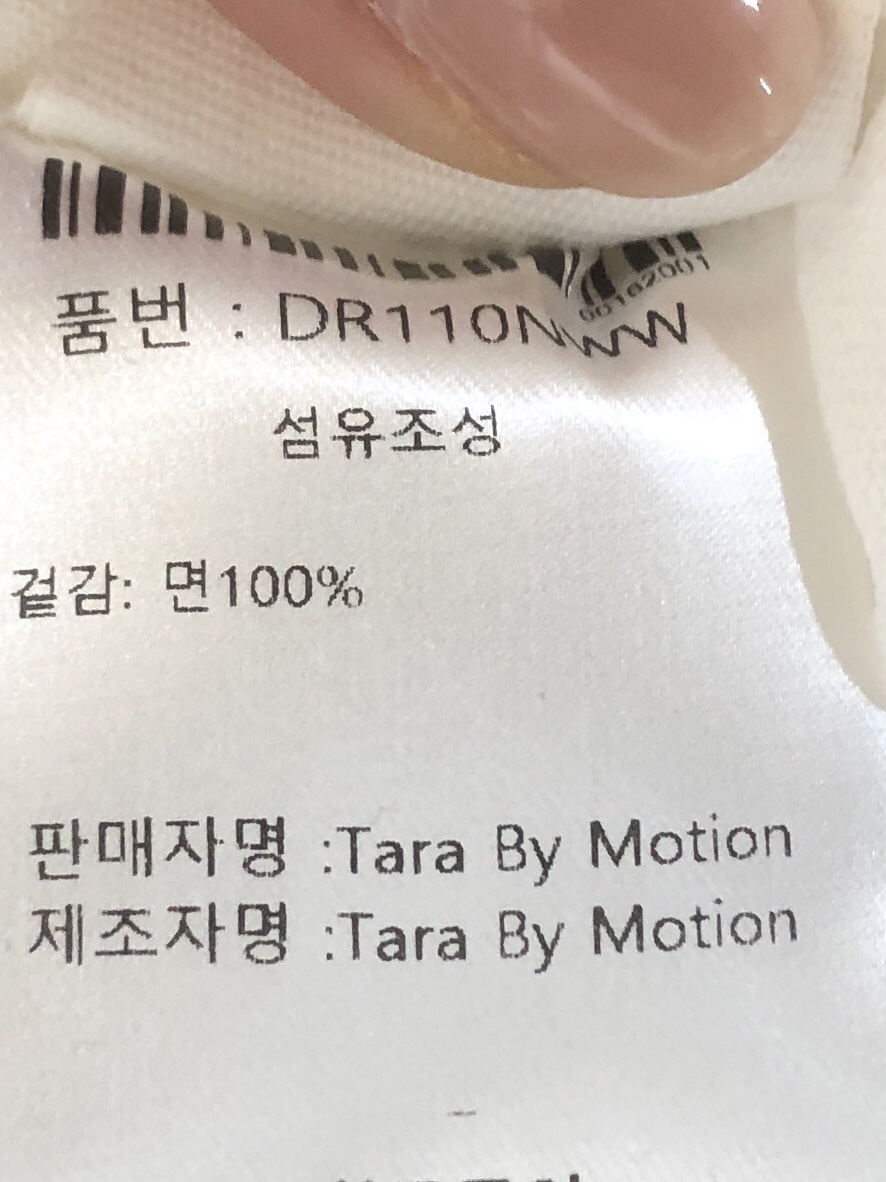 품번 : DR110NWW
섬유조성
겉감: 면100%
판매자명 :Tara By Motion
제조자명 :Tara By Motion